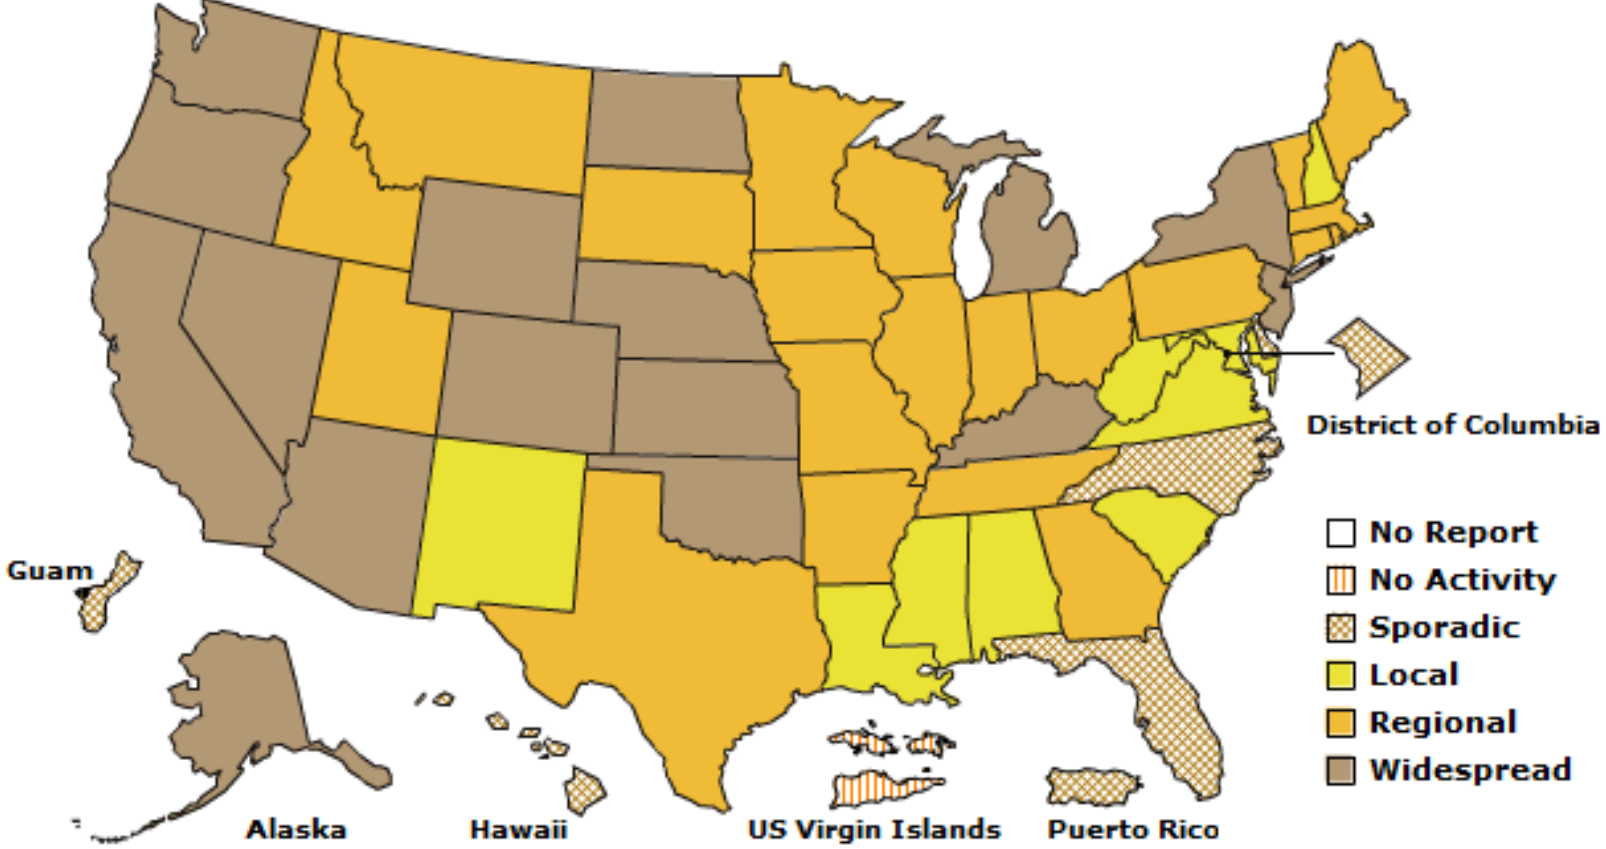 District of Columbia
No Report
Guam
No Activity
Sporadic
Local
Regional
Widespread
Alaska
Hawaii
US Virgin Islands
Puerto Rico